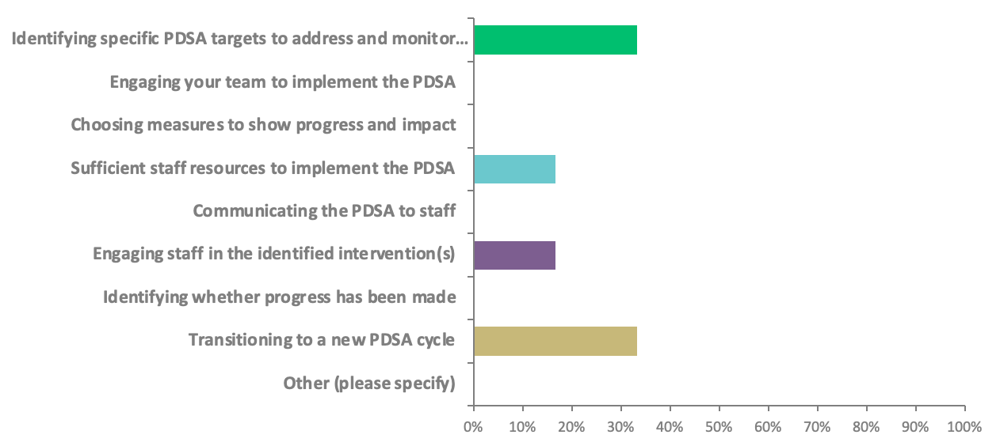 Identifying specific PDSA targets to address and monitor...
Engaging your team to implement the PDSA
Choosing measures to show progress and impact
Sufficient staff resources to implement the PDSA
Communicating the PDSA to staff
Engaging staff in the identified intervention(s)
Identifying whether progress has been made
Transitioning to a new PDSA cycle
Other (please specify)
0% 10% 20% 30% 40% 50% 60% 70% 80% 90% 100%